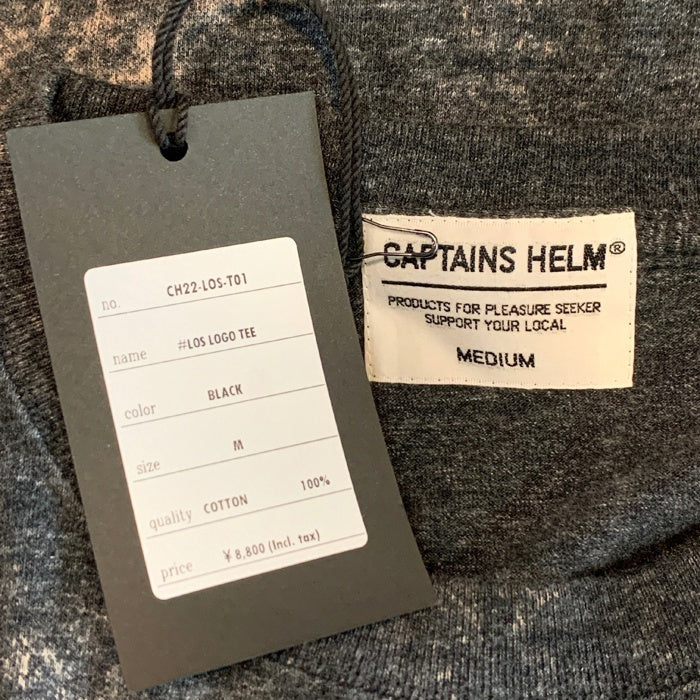 no. CH22-LOS-T01
name #LOS LOGO TEE
color BLACK
size M
quality COTTON 100%
price ¥8,800 (Incl. tax)
CAPTAINS HELM®
PRODUCTS FOR PLEASURE SEEKER
SUPPORT YOUR LOCAL
MEDIUM